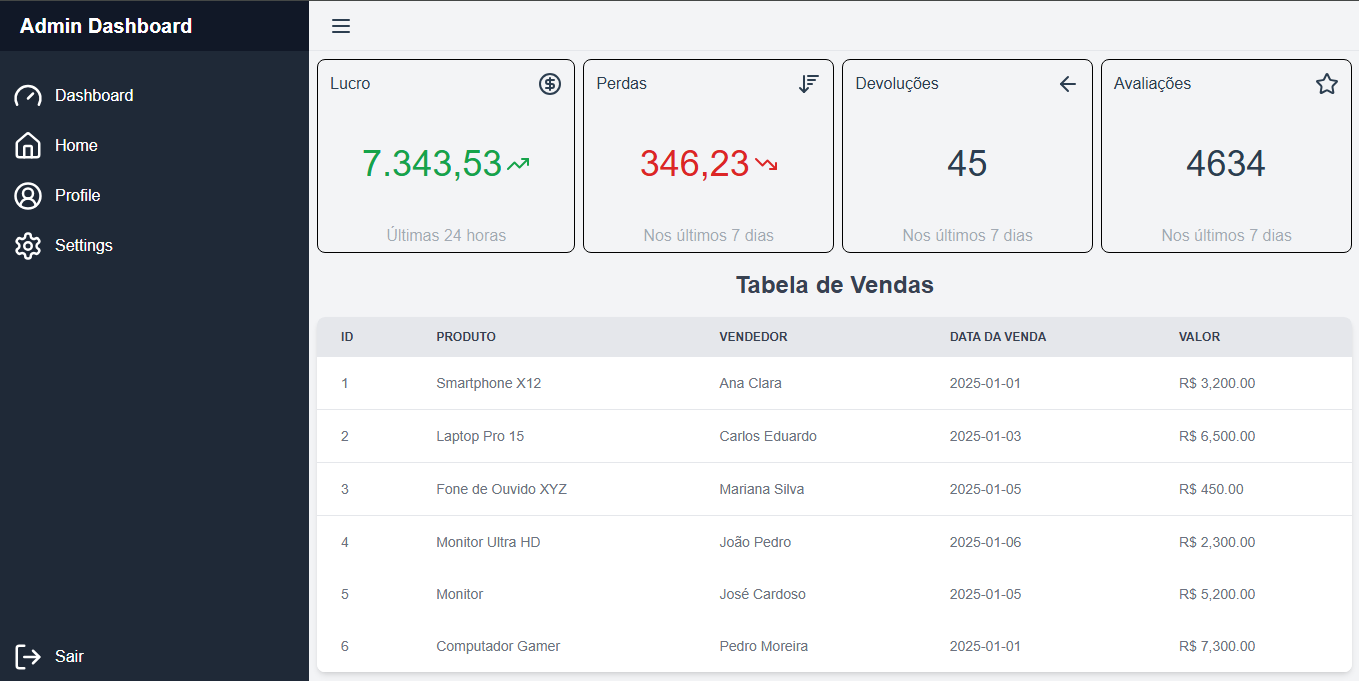 Admin Dashboard
Dashboard
Home
Profile
Settings
Sair
Lucro
7.343,53
Últimas 24 horas
Perdas
346,23
Nos últimos 7 dias
Devoluções
45
Nos últimos 7 dias
Avaliações
4634
Nos últimos 7 dias
Tabela de Vendas
ID PRODUTO VENDEDOR DATA DA VENDA VALOR
1 Smartphone X12 Ana Clara 2025-01-01 R$ 3,200.00
2 Laptop Pro 15 Carlos Eduardo 2025-01-03 R$ 6,500.00
3 Fone de Ouvido XYZ Mariana Silva 2025-01-05 R$ 450.00
4 Monitor Ultra HD João Pedro 2025-01-06 R$ 2,300.00
5 Monitor José Cardoso 2025-01-05 R$ 5,200.00
6 Computador Gamer Pedro Moreira 2025-01-01 R$ 7,300.00